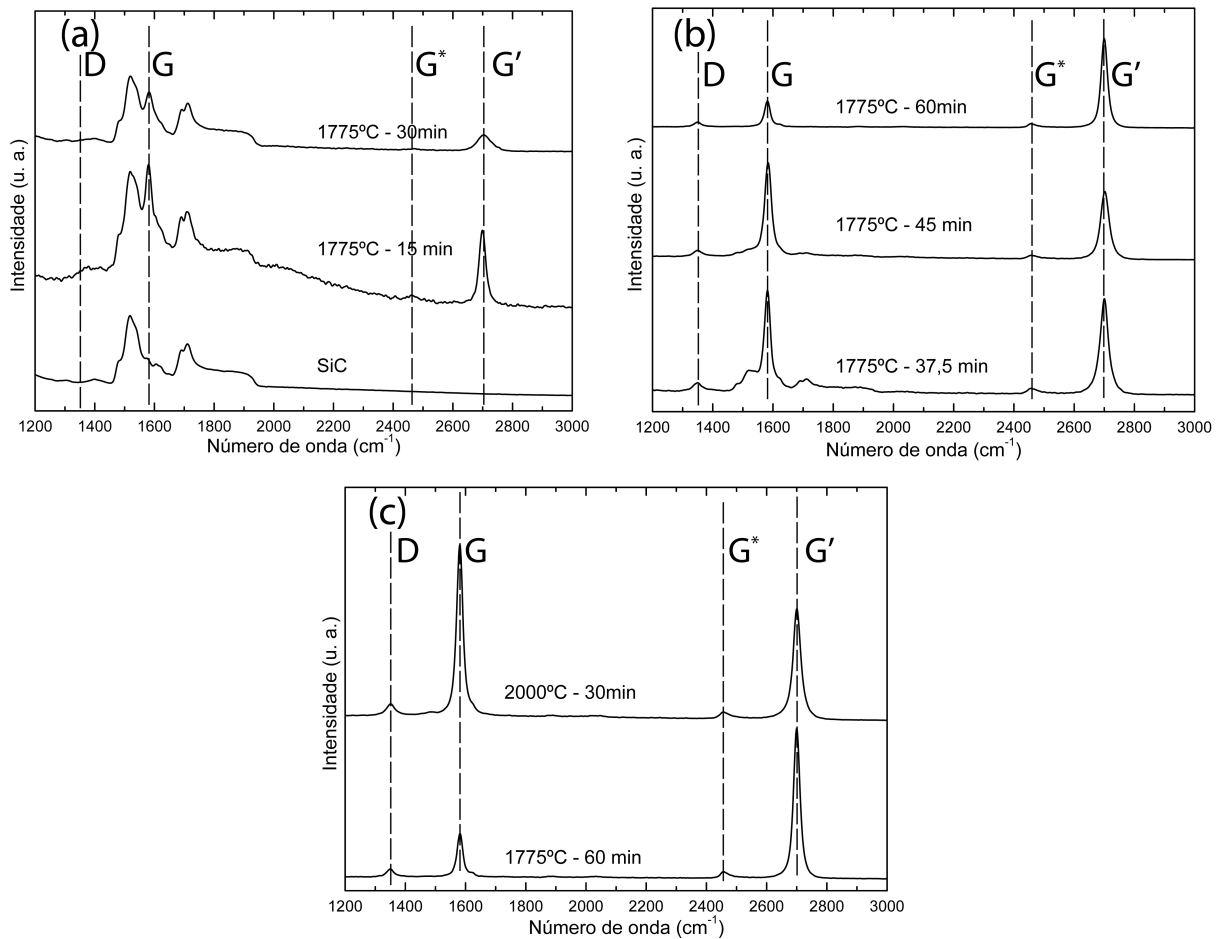 (a)
D G G* G′
1775ºC - 30min
1775ºC - 15 min
SiC
Intensidade (u. a.)
1200 1400 1600 1800 2000 2200 2400 2600 2800 3000
Número de onda (cm-1)
(b)
D G G* G′
1775ºC - 60min
1775ºC - 45 min
1775ºC - 37,5 min
Intensidade (u. a.)
1200 1400 1600 1800 2000 2200 2400 2600 2800 3000
Número de onda (cm-1)
(c)
D G G* G′
2000ºC - 30min
1775ºC - 60 min
Intensidade (u. a.)
1200 1400 1600 1800 2000 2200 2400 2600 2800 3000
Número de onda (cm-1)